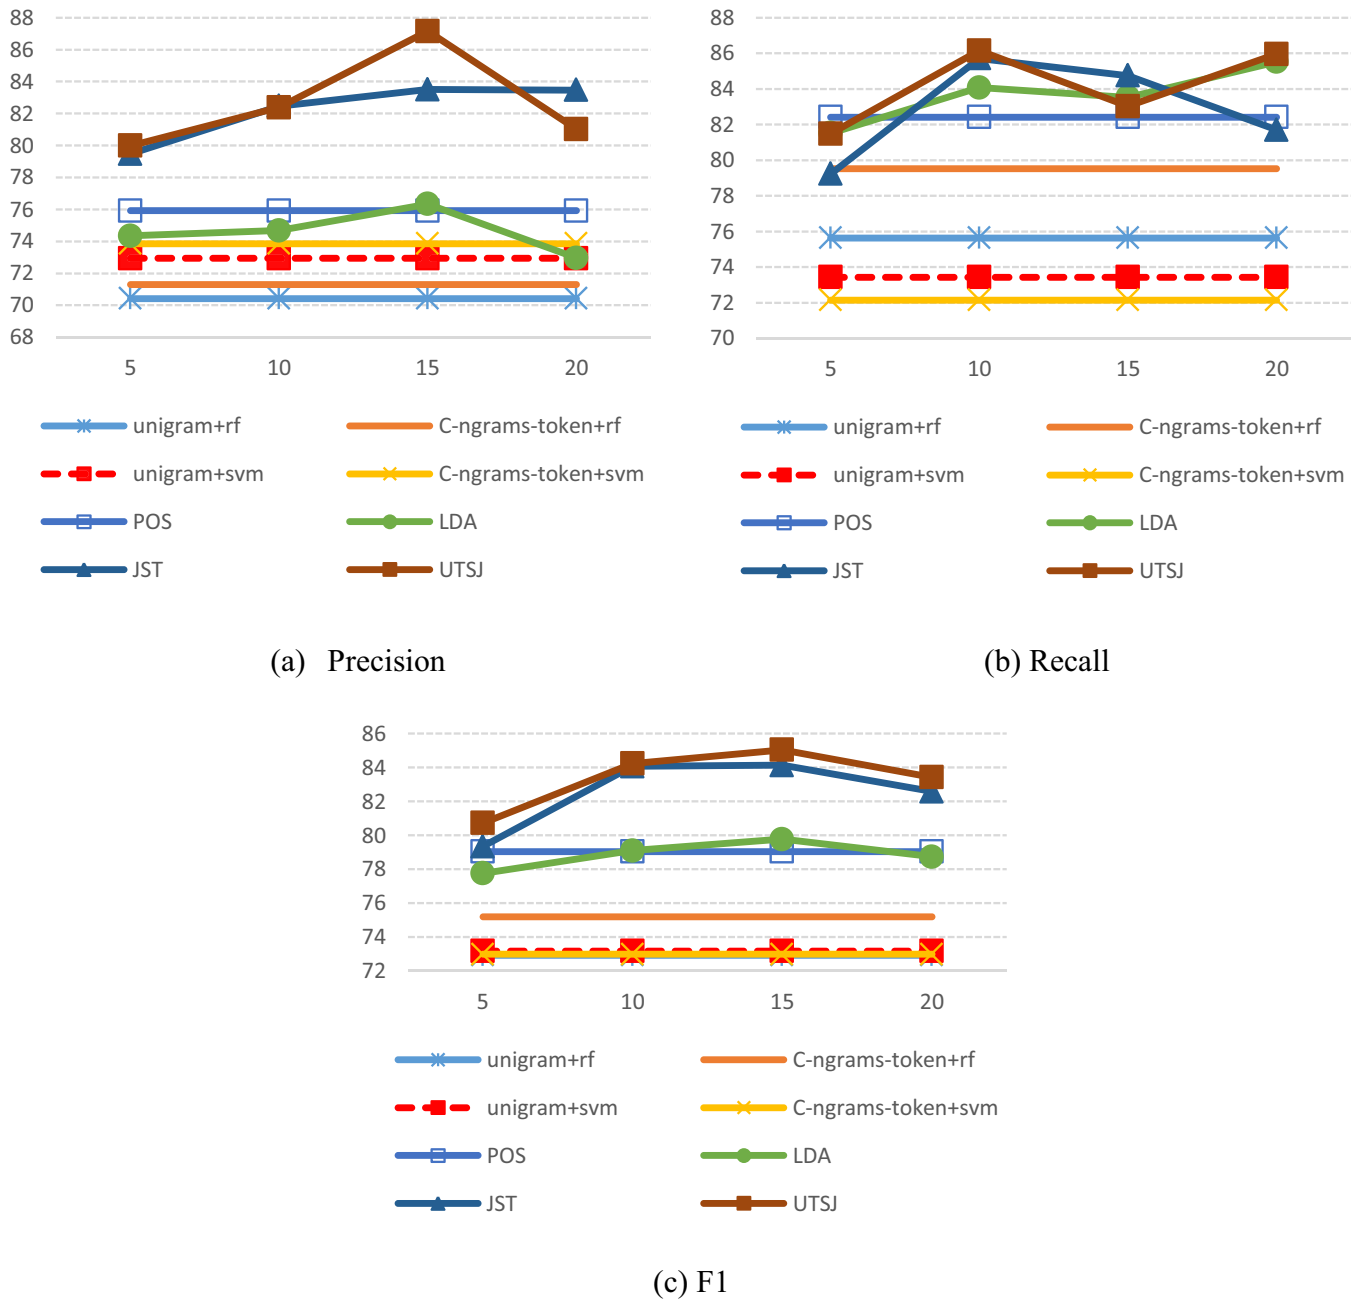 88
86
84
82
80
78
76
74
72
70
68
5 10 15 20
unigram+rf C-ngrams-token+rf
unigram+svm C-ngrams-token+svm
POS LDA
JST UTSJ
(a) Precision
88
86
84
82
80
78
76
74
72
70
5 10 15 20
unigram+rf C-ngrams-token+rf
unigram+svm C-ngrams-token+svm
POS LDA
JST UTSJ
(b) Recall
86
84
82
80
78
76
74
72
5 10 15 20
unigram+rf C-ngrams-token+rf
unigram+svm C-ngrams-token+svm
POS LDA
JST UTSJ
(c) F1